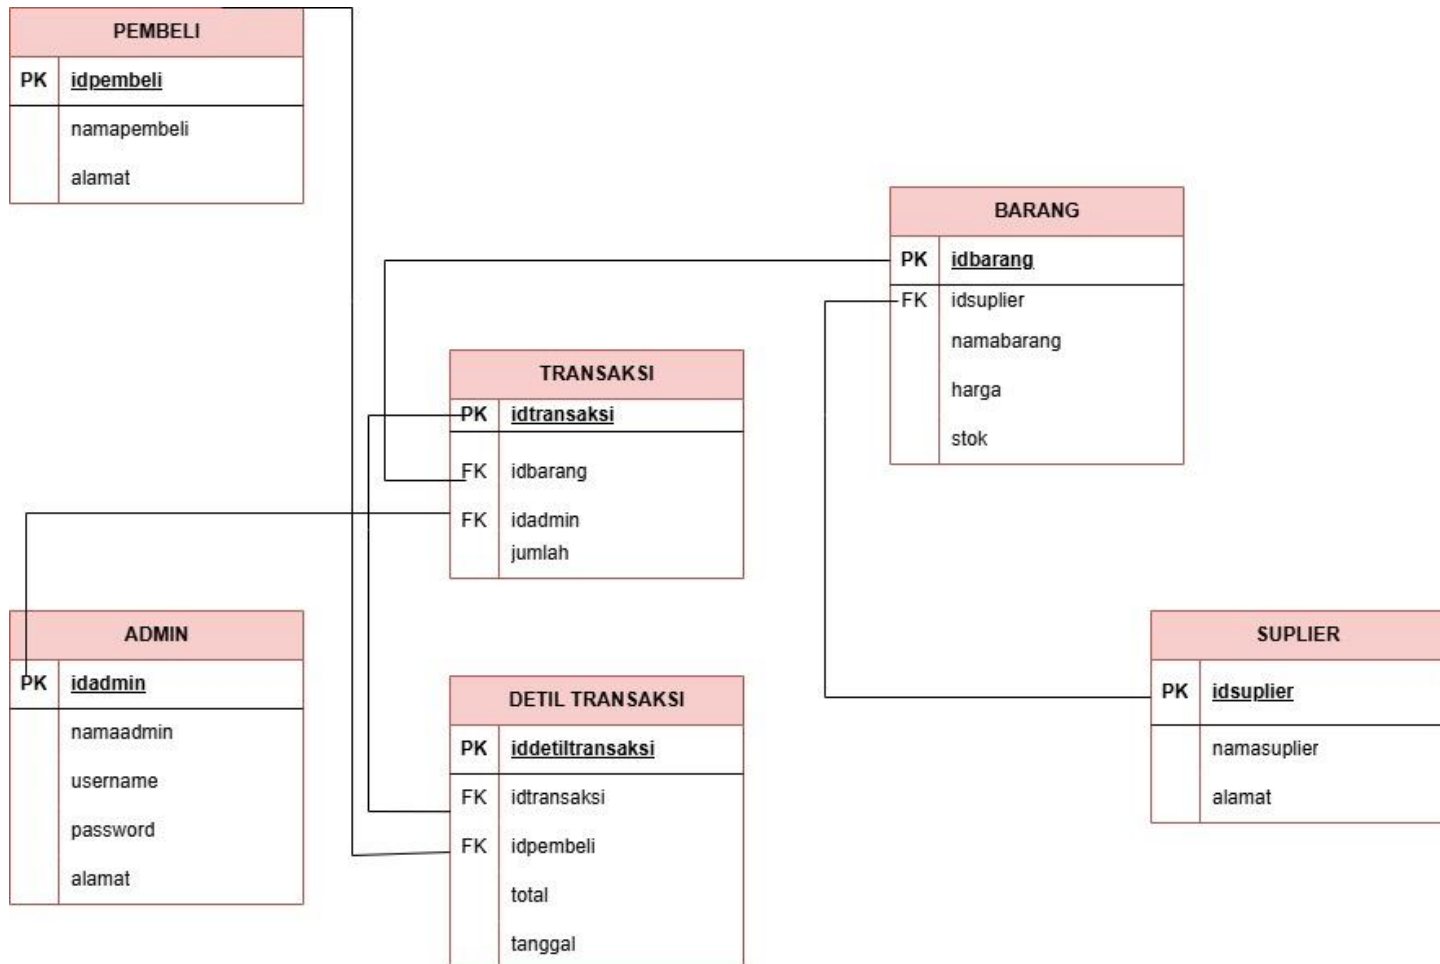 PEMBELI
PK idpembeli
namapembeli
alamat
BARANG
PK idbarang
FK idsuplier
namabarang
harga
stok
TRANSAKSI
PK idtransaksi
FK idbarang
FK idadmin
jumlah
ADMIN
PK idadmin
namaadmin
username
password
alamat
DETIL TRANSAKSI
PK iddetiltransaksi
FK idtransaksi
FK idpembeli
total
tanggal
SUPLIER
PK idsuplier
namasuplier
alamat